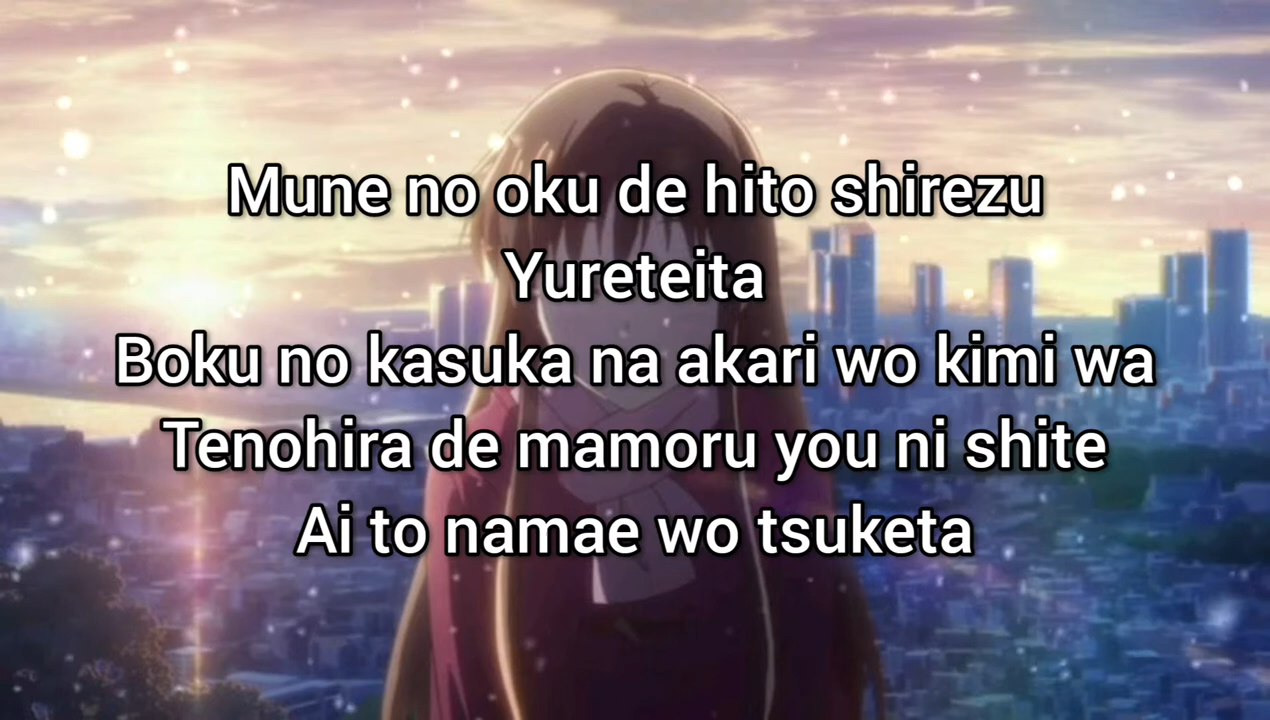 Mune no oku de hito shirezu
Yureteita
Boku no kasuka na akari wo kimi wa
Tenohira de mamoru you ni shite
Ai to namae wo tsuketa